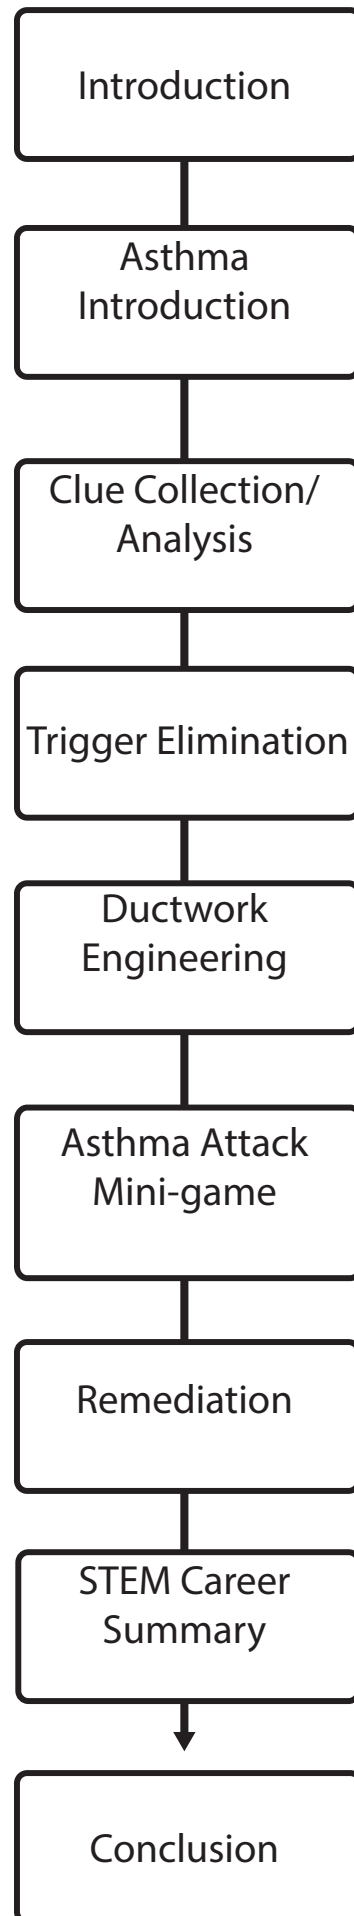 Introduction
Asthma
Introduction
Clue Collection/
Analysis
Trigger Elimination
Ductwork
Engineering
Asthma Attack
Mini-game
Remediation
STEM Career
Summary
Conclusion